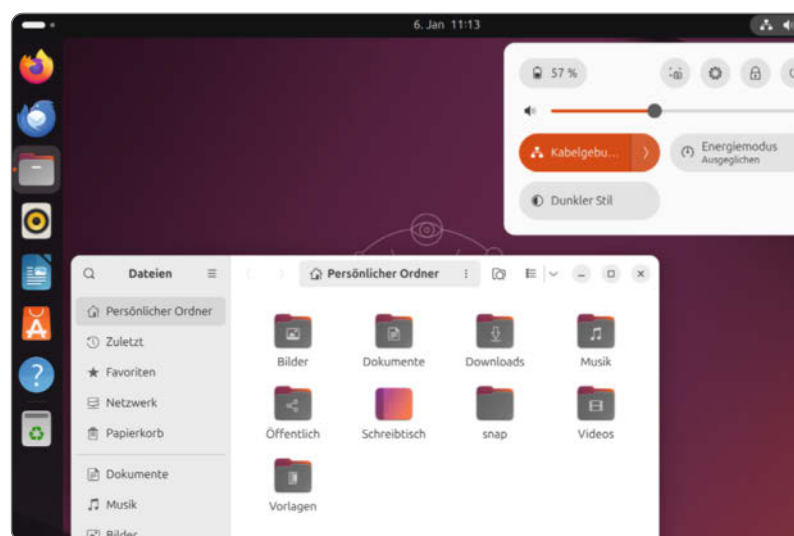 6. Jan 11:13
57 %
Kabelgebu...
Energiemodus
Ausgeglichen
Dunkler Stil
Dateien
Persönlicher Ordner
Persönlicher Ordner
Zuletzt
Favoriten
Netzwerk
Papierkorb
Dokumente
Musik
Bilder
Bilder
Dokumente
Downloads
Musik
Öffentlich
Schreibtisch
snap
Videos
Vorlagen